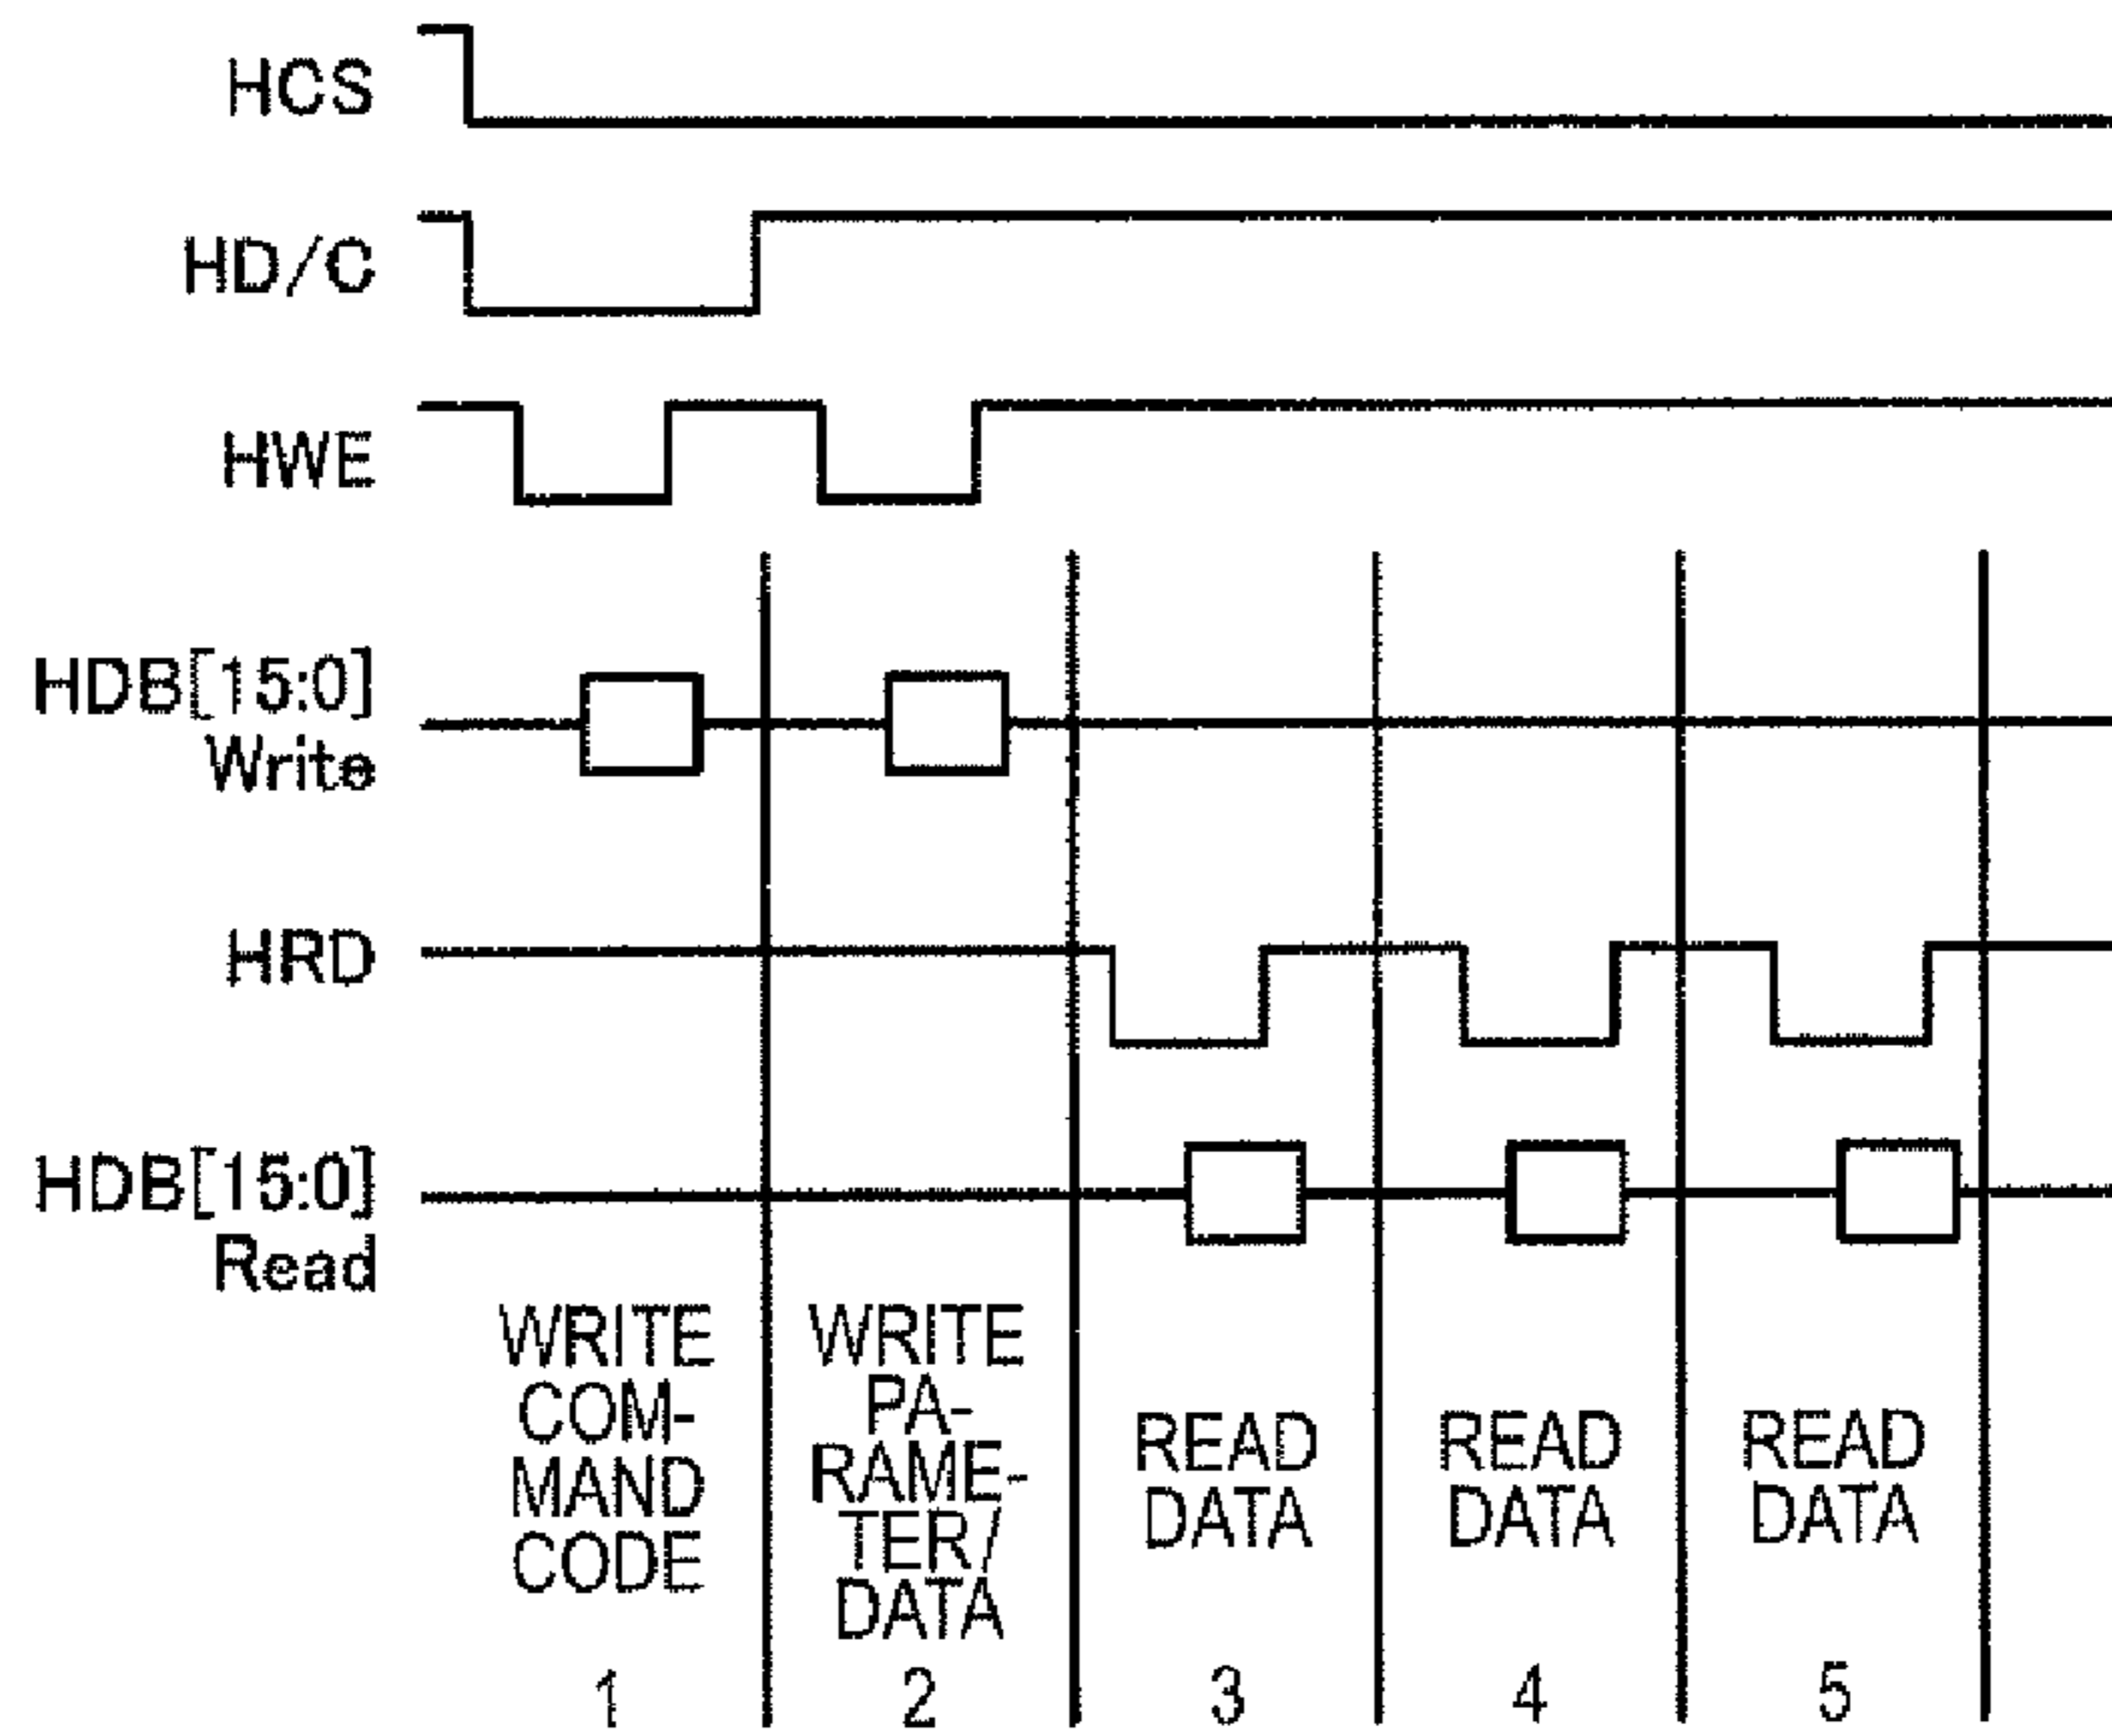 HCS
HD/C
HWE
HDB[15:0]
Write
HRD
HDB[15:0]
Read
WRITE
COM-
MAND
CODE
1
WRITE
PA-
RAME-
TER/
DATA
2
READ
DATA
3
READ
DATA
4
READ
DATA
5